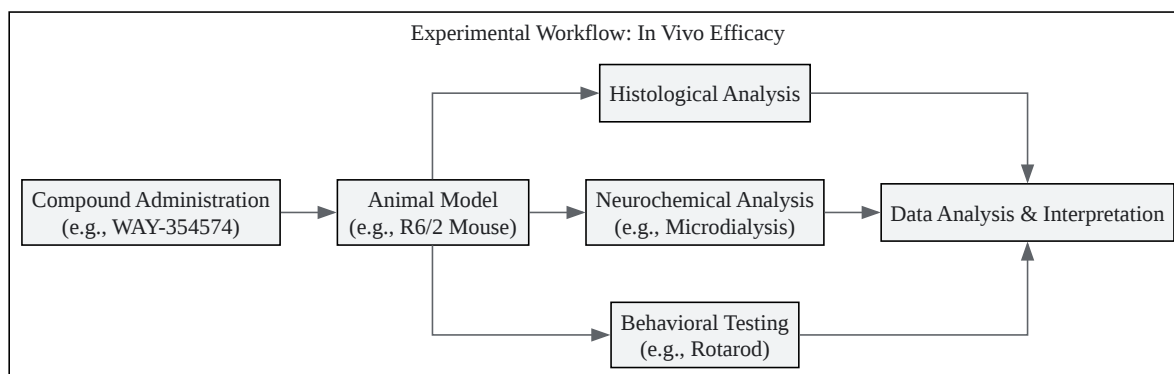 Experimental Workflow: In Vivo Efficacy
Histological Analysis
Compound Administration
(e.g., WAY-354574)
Animal Model
(e.g., R6/2 Mouse)
Neurochemical Analysis
(e.g., Microdialysis)
Data Analysis & Interpretation
Behavioral Testing
(e.g., Rotarod)